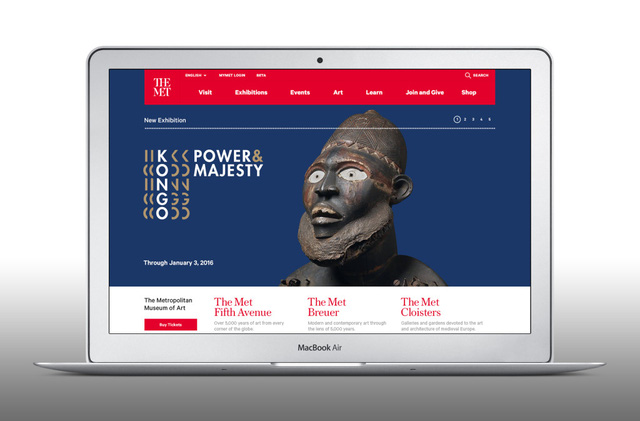 THE
MET
ENGLISH
MYMET LOGIN
BETA
SEARCH
Visit
Exhibitions
Events
Art
Learn
Join and Give
Shop
New Exhibition
1 2 3 4 5
KONGO
POWER&
MAJESTY
Through January 3, 2016
The Metropolitan
Museum of Art
Buy Tickets
The Met
Fifth Avenue
Over 5,000 years of art from every
corner of the globe.
The Met
Breuer
Modern and contemporary art through
the lens of 5,000 years.
The Met
Cloisters
Galleries and gardens devoted to the art
and architecture of medieval Europe.
MacBook Air